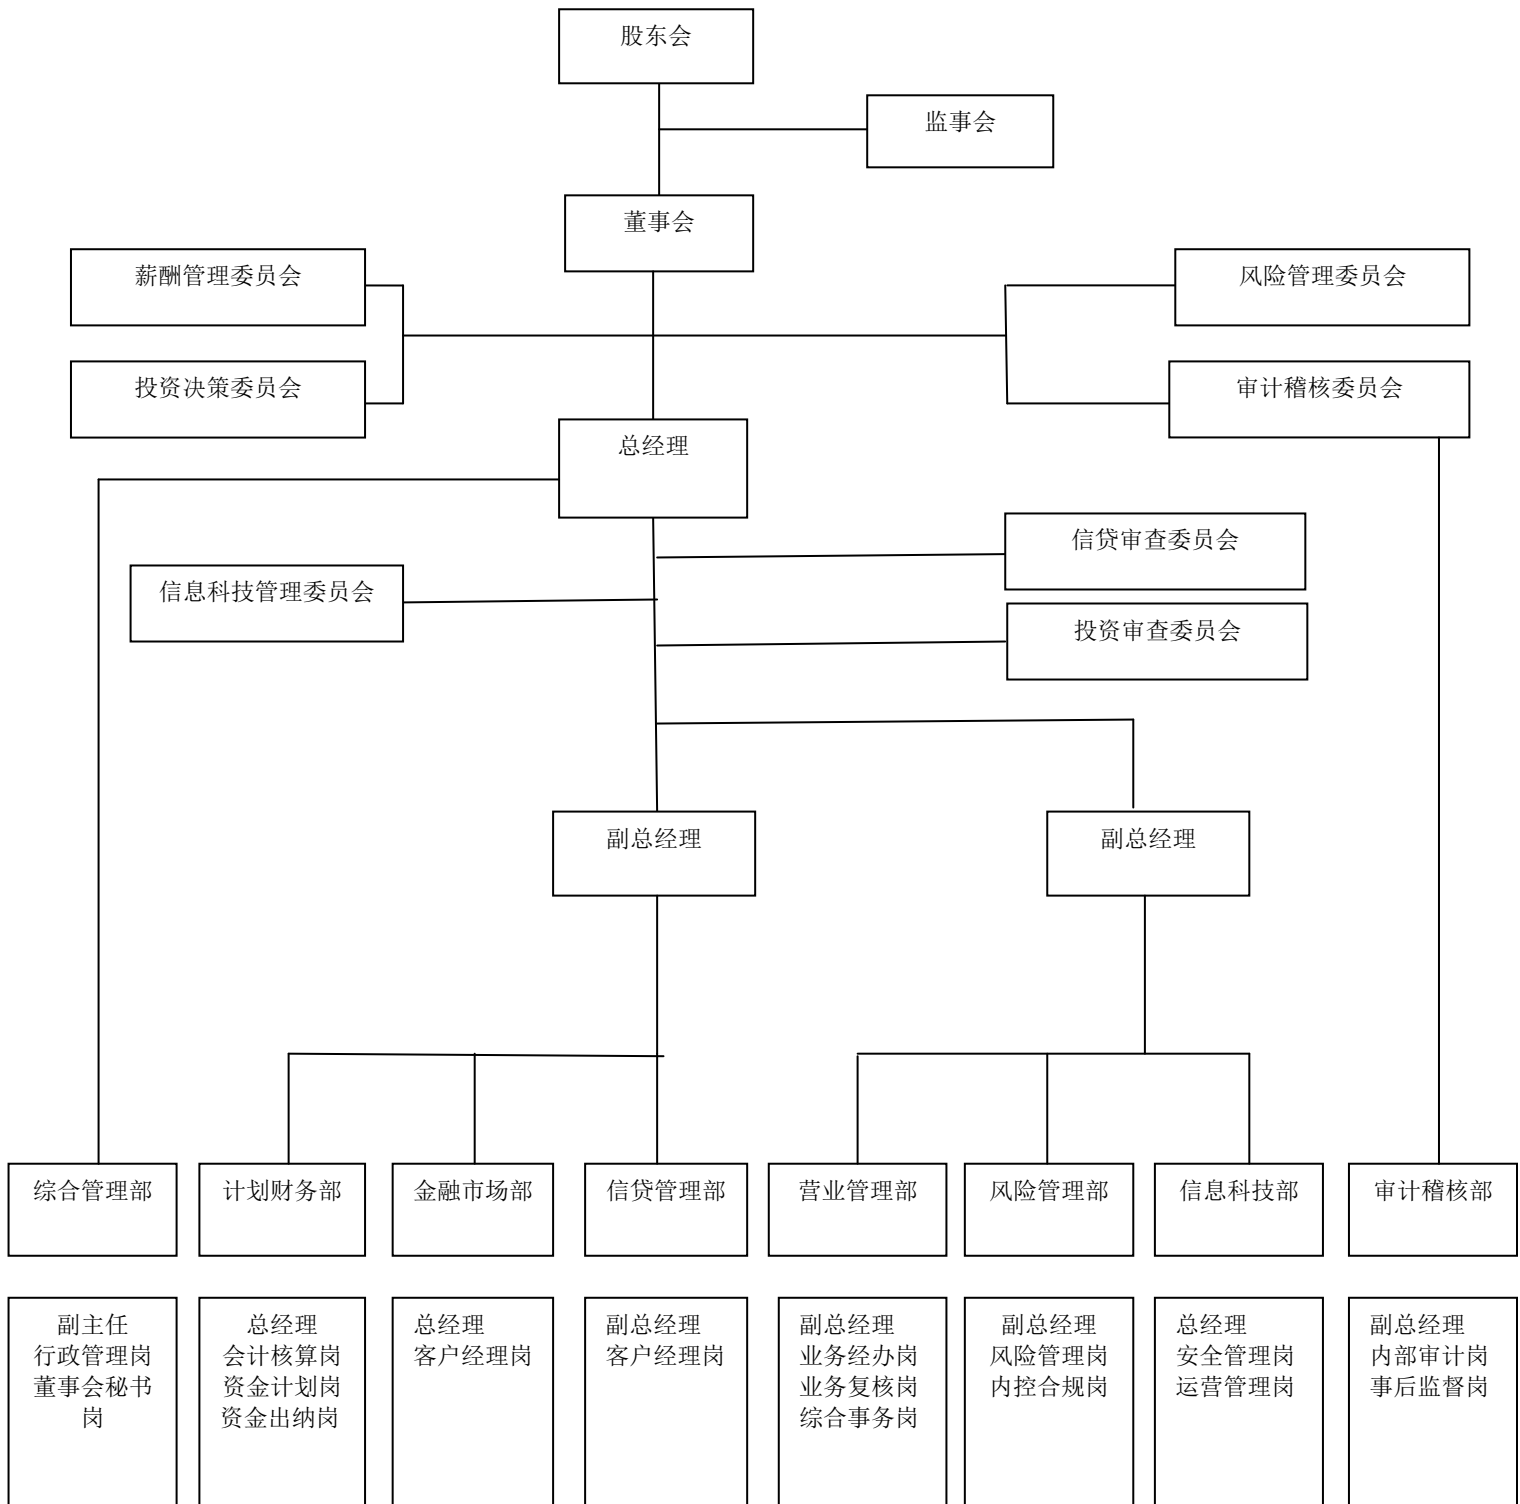 股东会
监事会
董事会
薪酬管理委员会
风险管理委员会
投资决策委员会
审计稽核委员会
总经理
信贷审查委员会
信息科技管理委员会
投资审查委员会
副总经理
副总经理
综合管理部
计划财务部
金融市场部
信贷管理部
营业管理部
风险管理部
信息科技部
审计稽核部
副主任
行政管理岗
董事会秘书
岗
总经理
会计核算岗
资金计划岗
资金出纳岗
总经理
客户经理岗
副总经理
客户经理岗
副总经理
业务经办岗
业务复核岗
综合事务岗
副总经理
风险管理岗
内控合规岗
总经理
安全管理岗
运营管理岗
副总经理
内部审计岗
事后监督岗